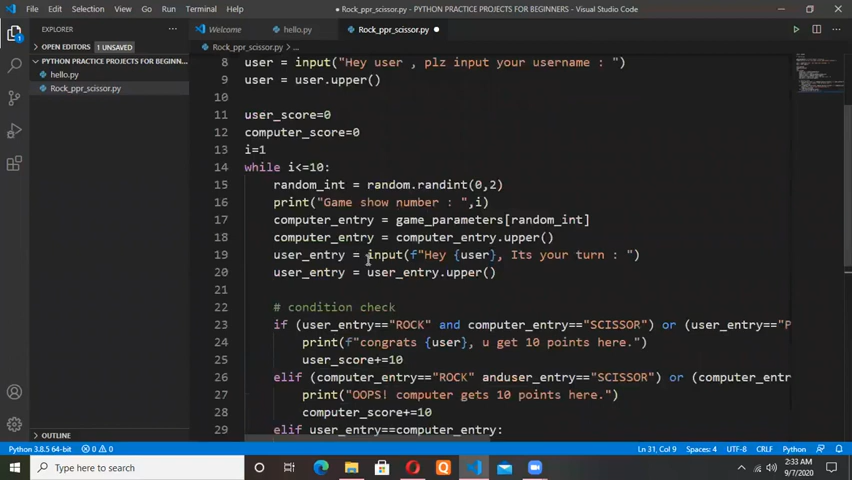 File Edit Selection View Go Run Terminal Help
● Rock_ppr_scissor.py - PYTHON PRACTICE PROJECTS FOR BEGINNERS - Visual Studio Code
EXPLORER
Welcome hello.py Rock_ppr_scissor.py ●
OPEN EDITORS 1 UNSAVED
Rock_ppr_scissor.py > ...
PYTHON PRACTICE PROJECTS FOR BEGINN...
hello.py
Rock_ppr_scissor.py
8 user = input("Hey user , plz input your username : ")
9 user = user.upper()
10
11 user_score=0
12 computer_score=0
13 i=1
14 while i<=10:
15 random_int = random.randint(0,2)
16 print("Game show number : ",i)
17 computer_entry = game_parameters[random_int]
18 computer_entry = computer_entry.upper()
19 user_entry = input(f"Hey {user}, Its your turn : ")
20 user_entry = user_entry.upper()
21
22 # condition check
23 if (user_entry=="ROCK" and computer_entry=="SCISSOR") or (user_entry=="P
24 print(f"congrats {user}, u get 10 points here.")
25 user_score+=10
26 elif (computer_entry=="ROCK" anduser_entry=="SCISSOR") or (computer_entr
27 print("OOPS! computer gets 10 points here.")
28 computer_score+=10
29 elif user_entry==computer_entry:
OUTLINE
Python 3.8.5 64-bit 0 0 Ln 31, Col 9 Spaces: 4 UTF-8 CRLF Python
Type here to search
2:33 AM
9/7/2020